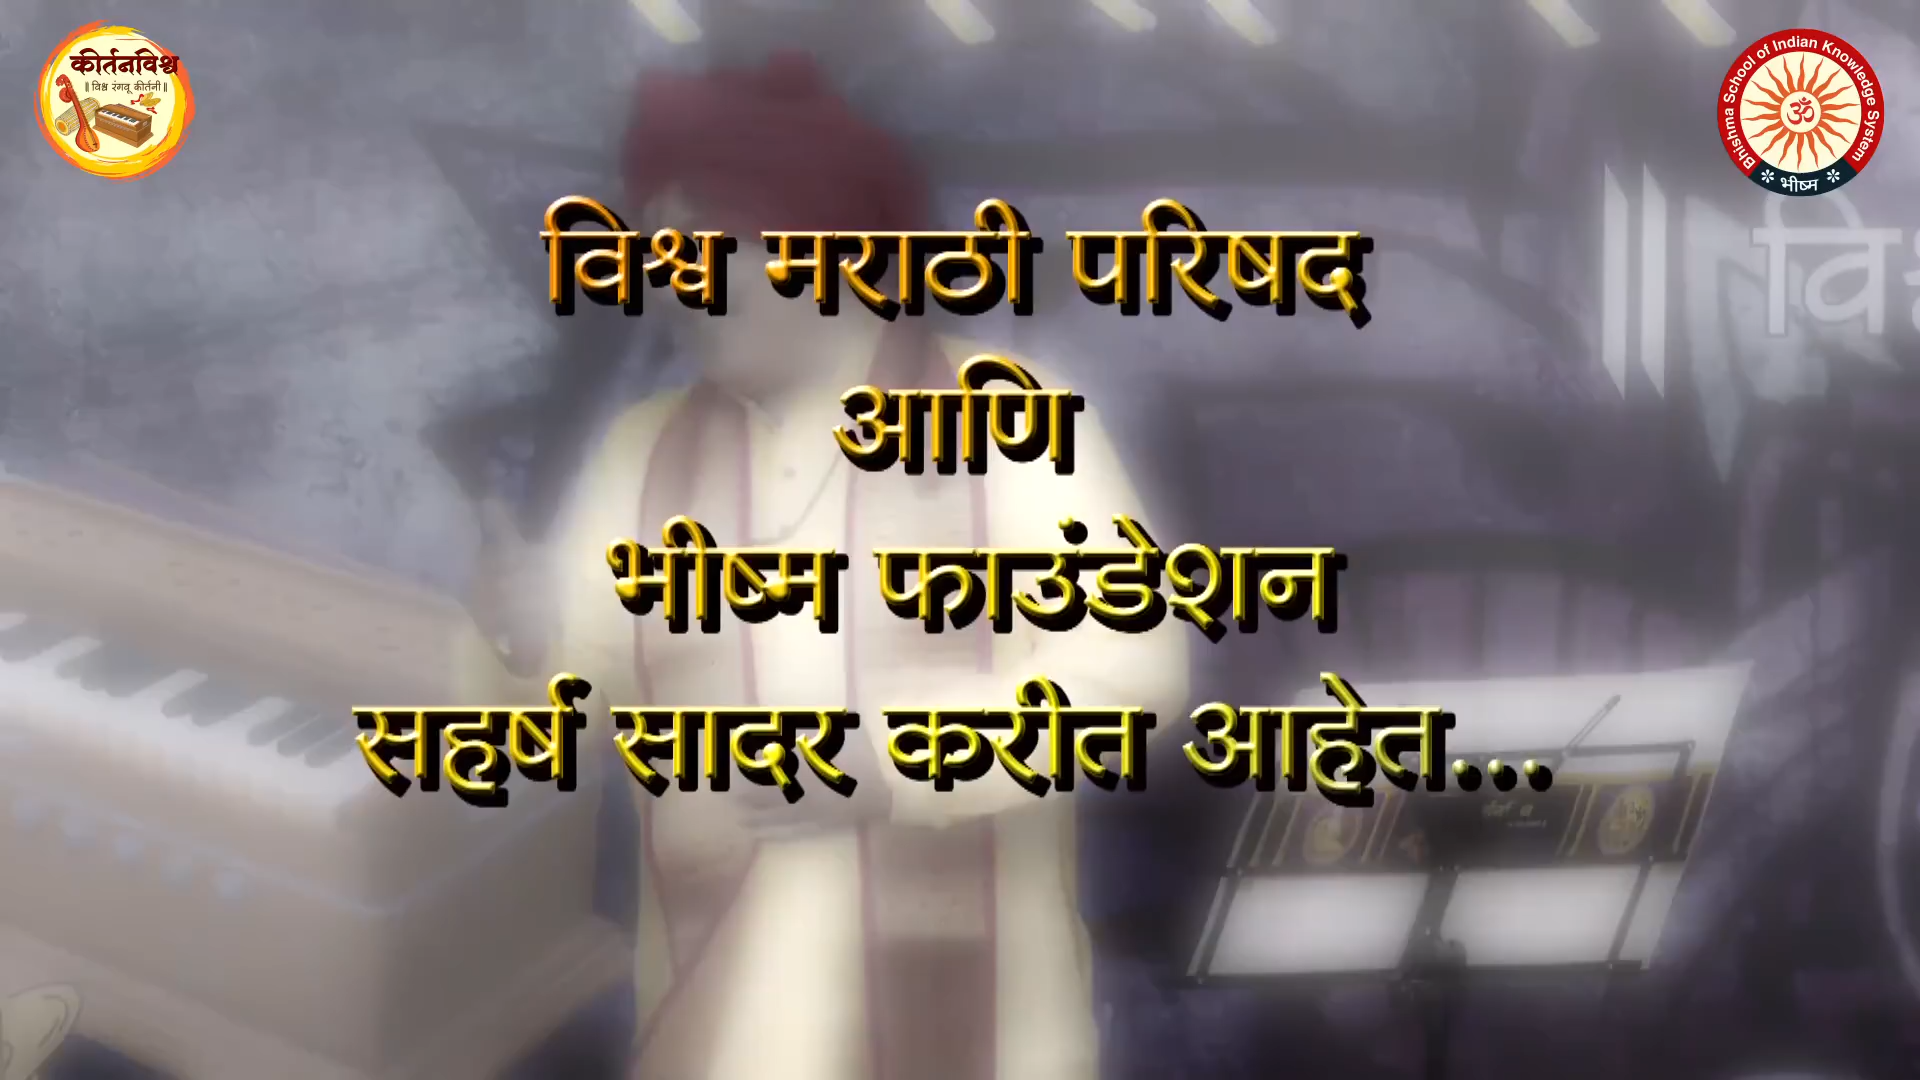 कीर्तनविश्व
॥ विश्व रंगवू कीर्तनी ॥
Bhishma School of Indian Knowledge System
भीष्म
ॐ
विश्व मराठी परिषद
आणि
भीष्म फाउंडेशन
सहर्ष सादर करीत आहेत...